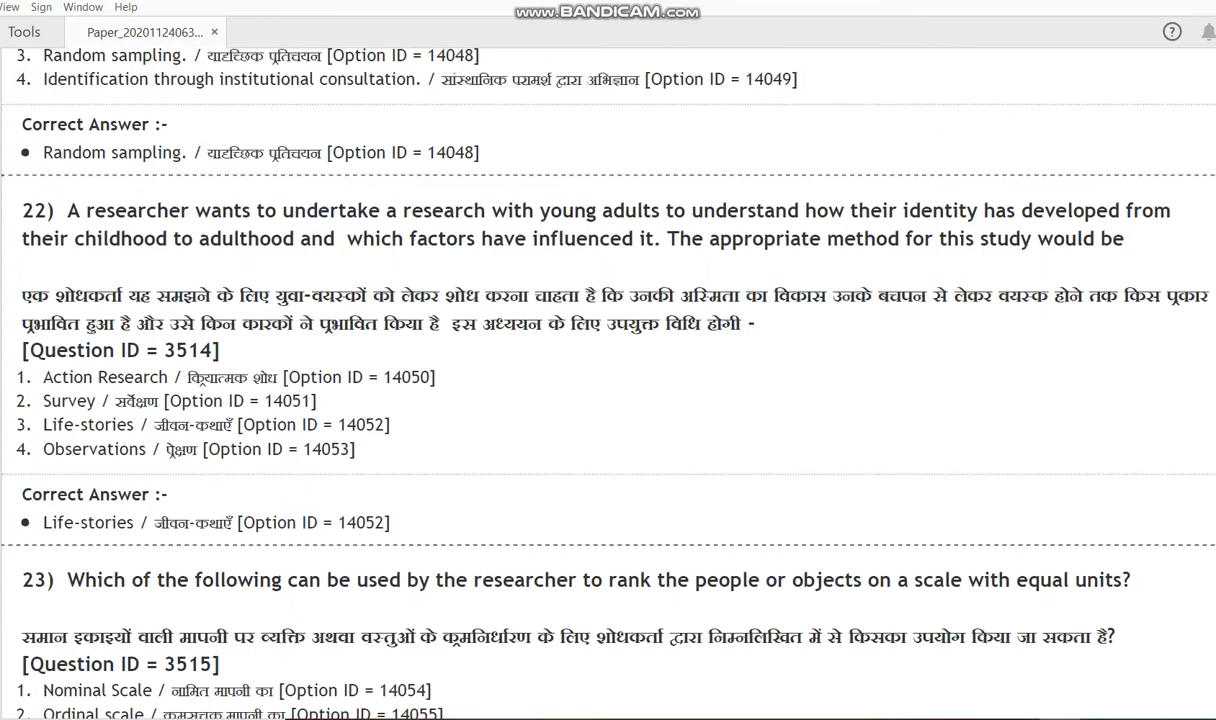 View Sign Window Help
www.BANDICAM.com
Tools Paper_20201124063... ×
3. Random sampling. / यादृच्छिक प्रतिचयन [Option ID = 14048]
4. Identification through institutional consultation. / सांस्थानिक परामर्श द्वारा अभिज्ञान [Option ID = 14049]
Correct Answer :-
• Random sampling. / यादृच्छिक प्रतिचयन [Option ID = 14048]
22) A researcher wants to undertake a research with young adults to understand how their identity has developed from
their childhood to adulthood and which factors have influenced it. The appropriate method for this study would be
एक शोधकर्ता यह समझने के लिए युवा-वयस्कों को लेकर शोध करना चाहता है कि उनकी अस्मिता का विकास उनके बचपन से लेकर वयस्क होने तक किस प्रकार
प्रभावित हुआ है और उसे किन कारकों ने प्रभावित किया है इस अध्ययन के लिए उपयुक्त विधि होगी -
[Question ID = 3514]
1. Action Research / क्रियात्मक शोध [Option ID = 14050]
2. Survey / सर्वेक्षण [Option ID = 14051]
3. Life-stories / जीवन-कथाएँ [Option ID = 14052]
4. Observations / प्रेक्षण [Option ID = 14053]
Correct Answer :-
• Life-stories / जीवन-कथाएँ [Option ID = 14052]
23) Which of the following can be used by the researcher to rank the people or objects on a scale with equal units?
समान इकाइयों वाली मापनी पर व्यक्ति अथवा वस्तुओं के क्रमनिर्धारण के लिए शोधकर्ता द्वारा निम्नलिखित में से किसका उपयोग किया जा सकता है?
[Question ID = 3515]
1. Nominal Scale / नामित मापनी का [Option ID = 14054]
2. Ordinal scale / क्रमसूचक मापनी का [Option ID = 14055]